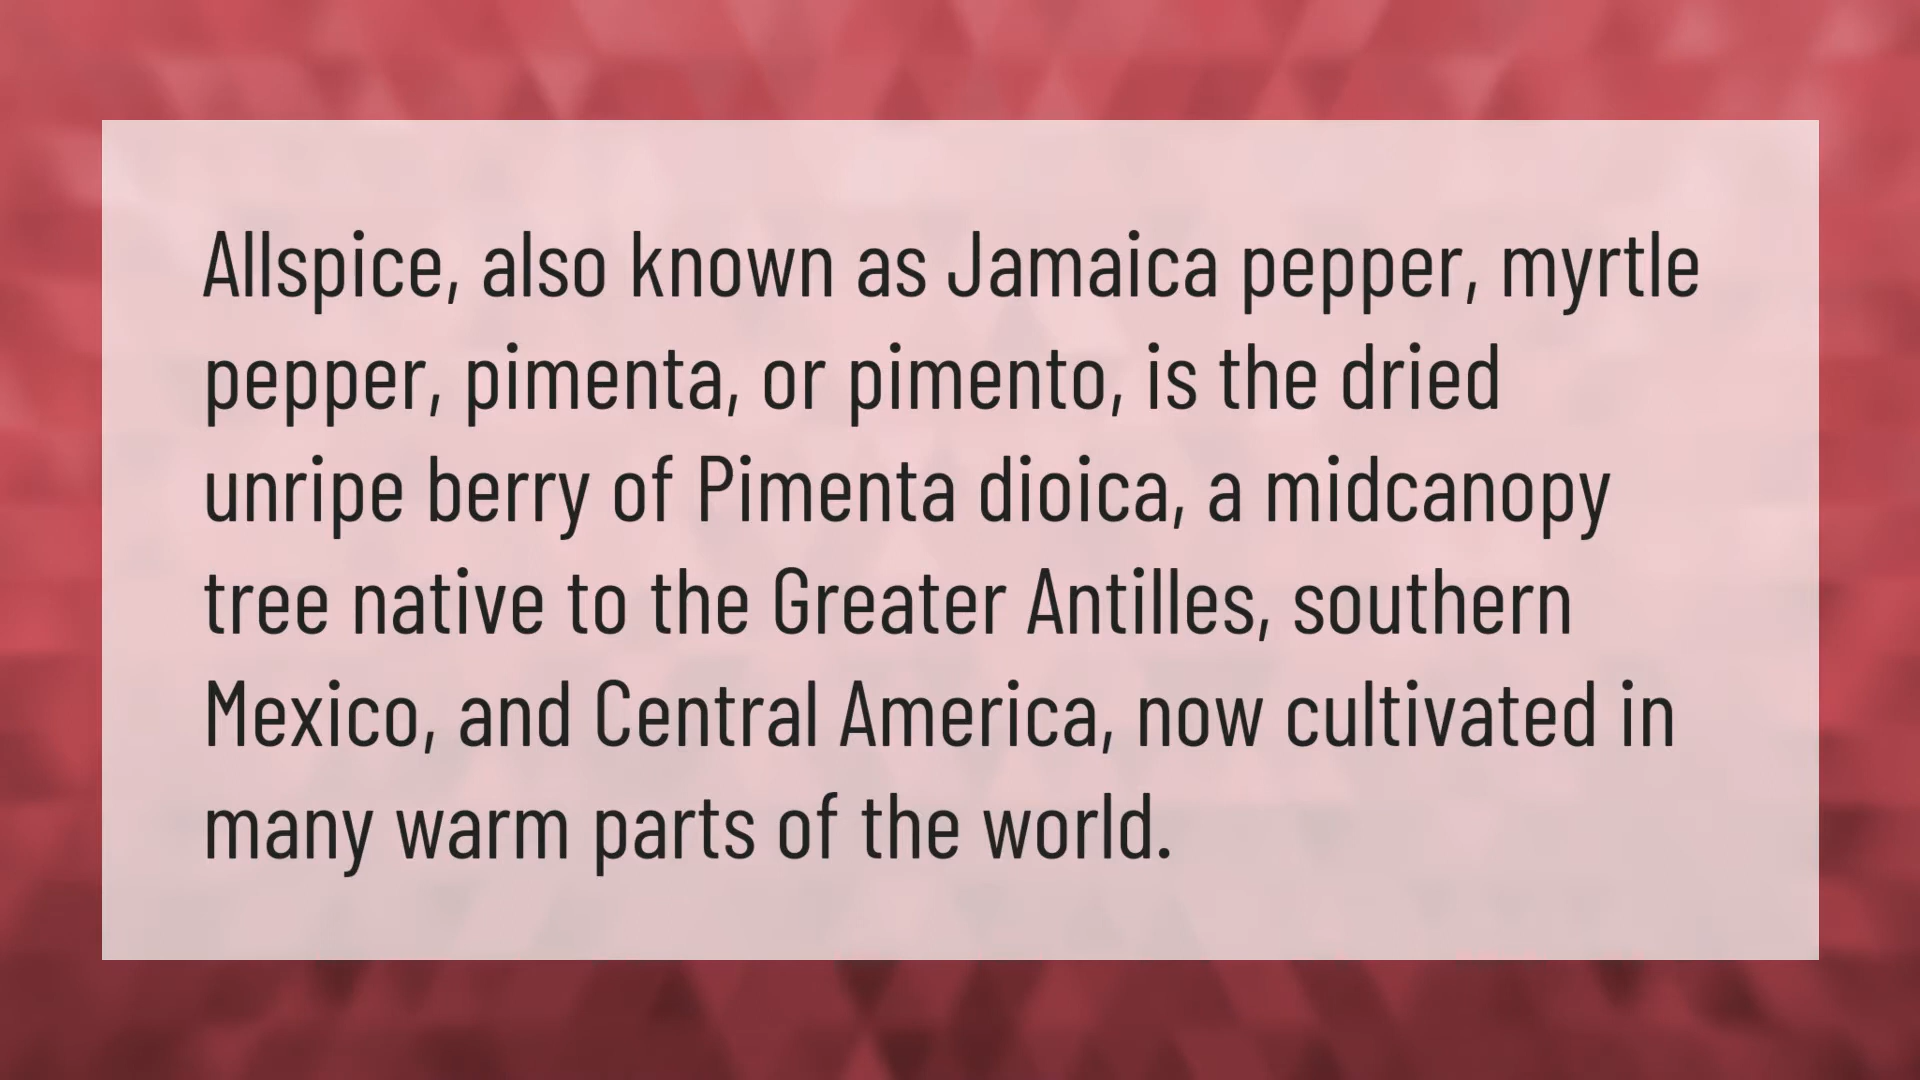 Allspice, also known as Jamaica pepper, myrtle
pepper, pimenta, or pimento, is the dried
unripe berry of Pimenta dioica, a midcanopy
tree native to the Greater Antilles, southern
Mexico, and Central America, now cultivated in
many warm parts of the world.